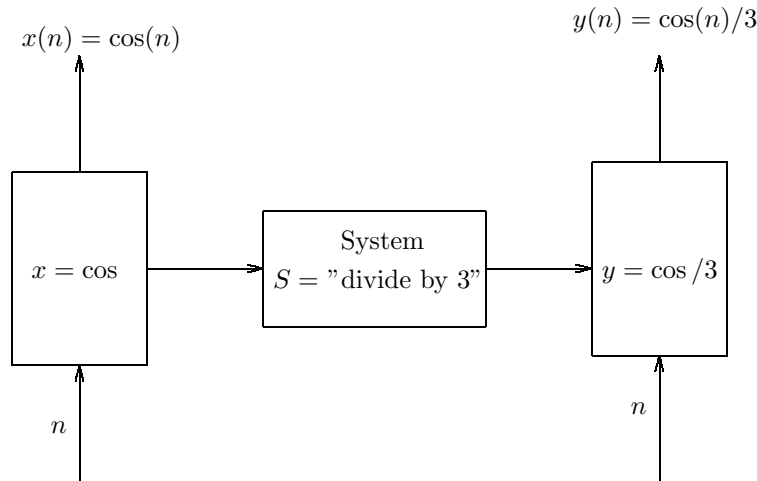 x(n) = cos(n)
y(n) = cos(n)/3
x = cos
System
S = ”divide by 3”
y = cos /3
n
n